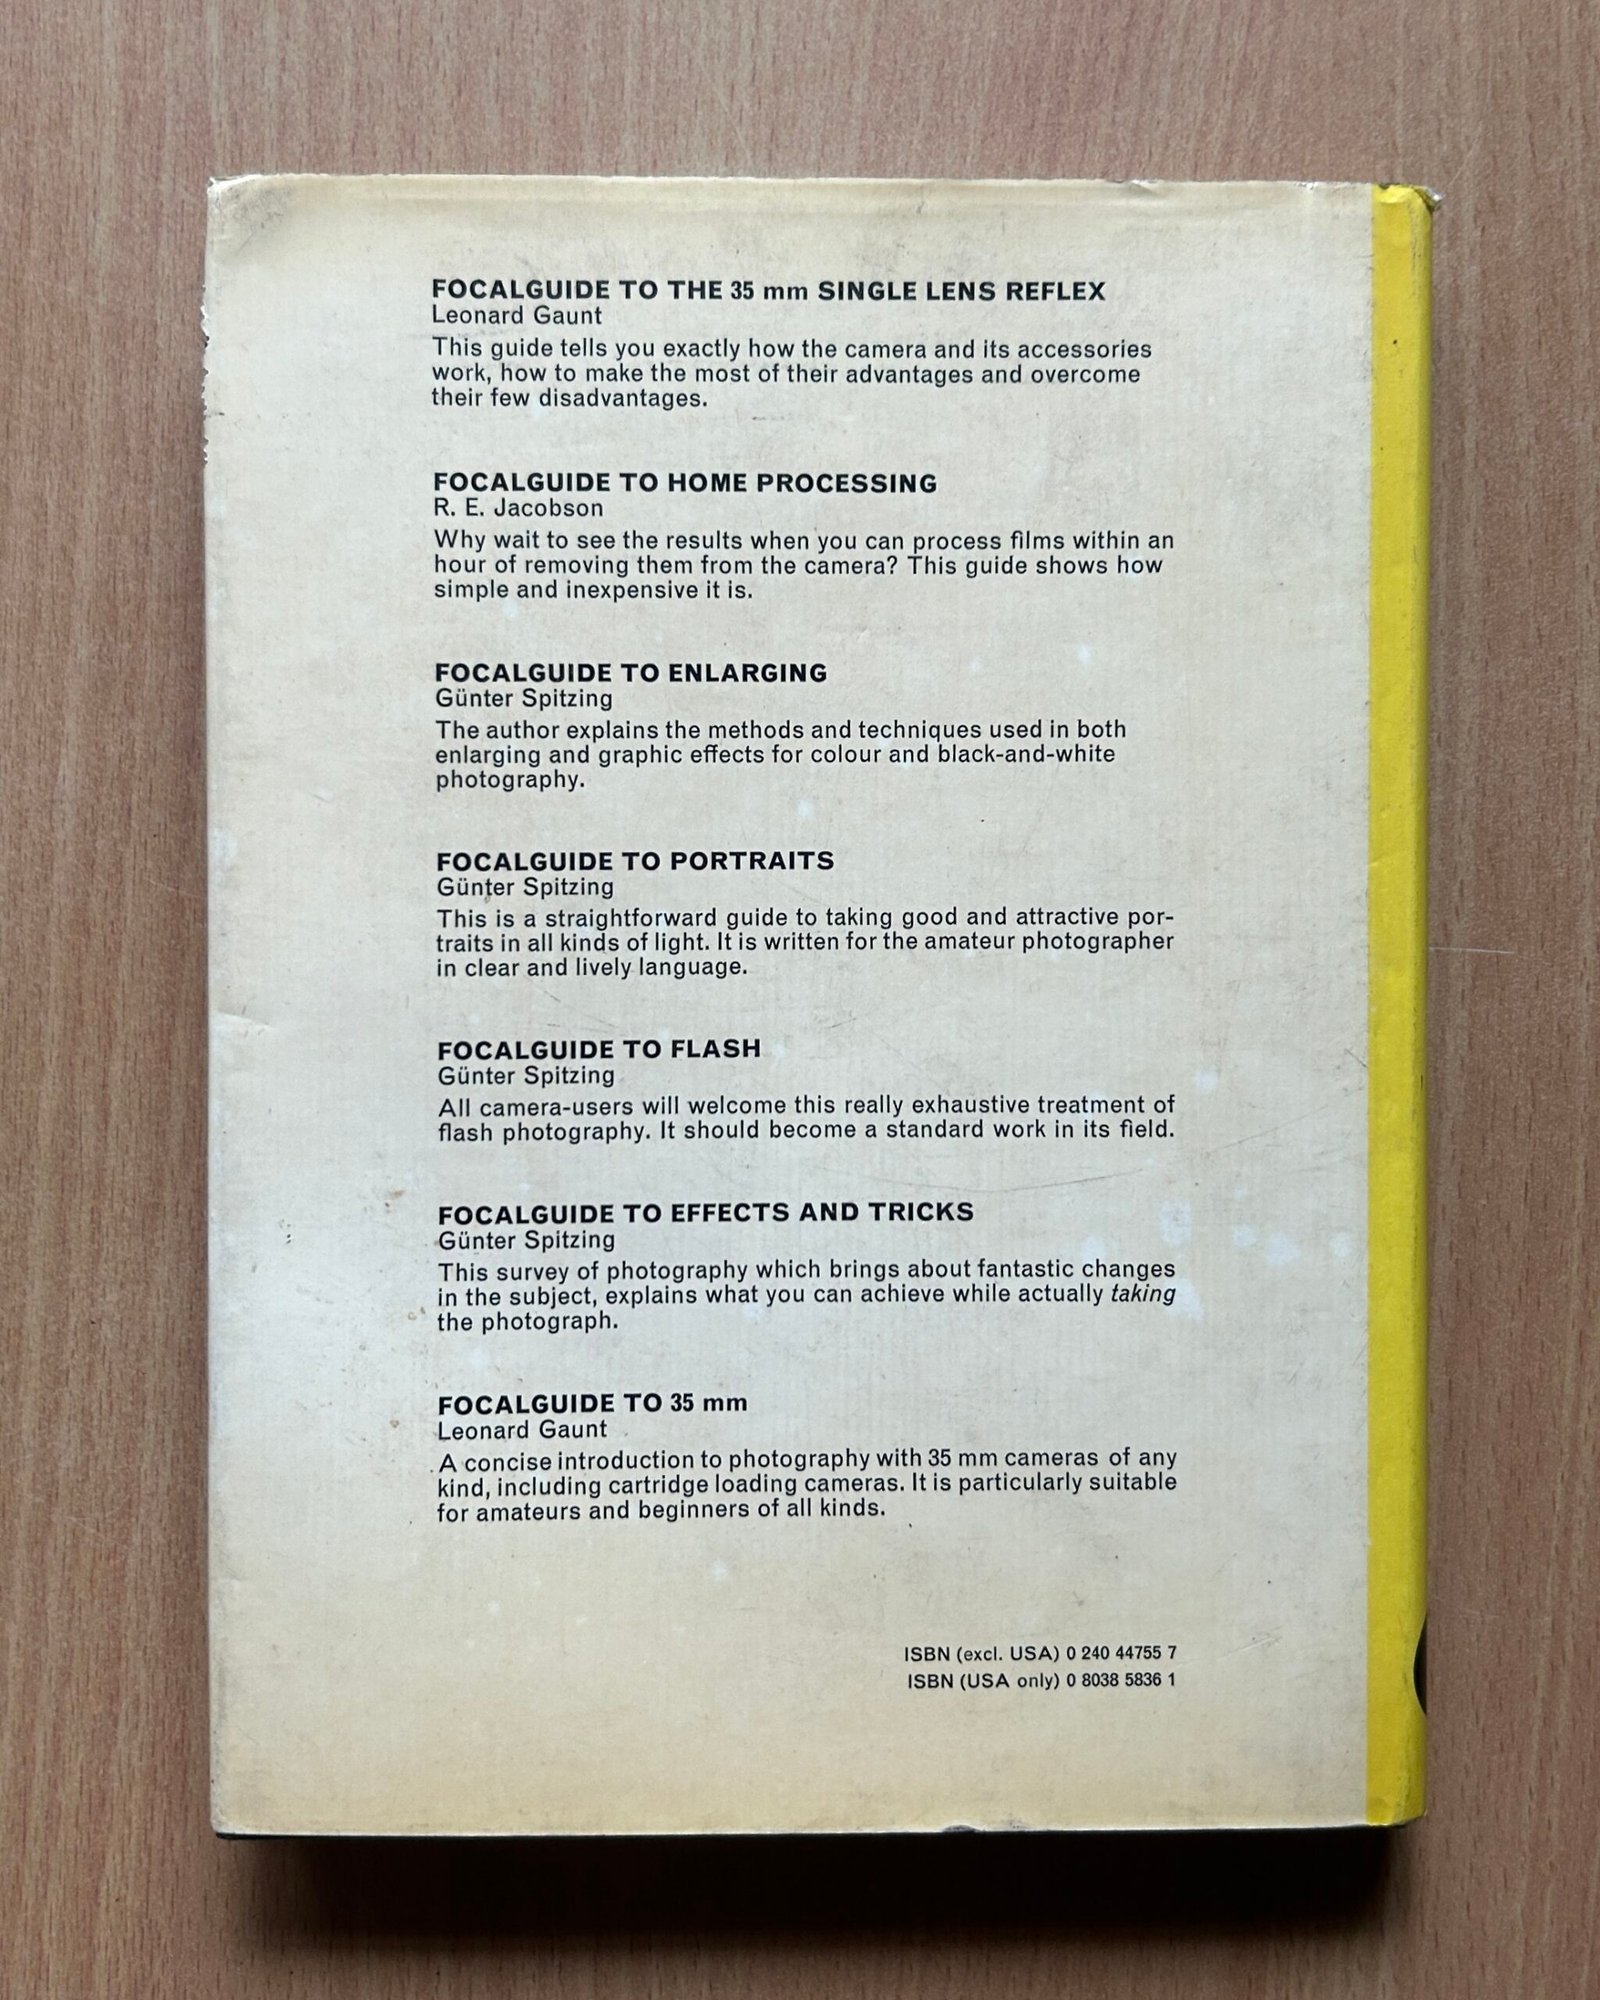 FOCALGUIDE TO THE 35 mm SINGLE LENS REFLEX
Leonard Gaunt
This guide tells you exactly how the camera and its accessories
work, how to make the most of their advantages and overcome
their few disadvantages.
FOCALGUIDE TO HOME PROCESSING
R. E. Jacobson
Why wait to see the results when you can process films within an
hour of removing them from the camera? This guide shows how
simple and inexpensive it is.
FOCALGUIDE TO ENLARGING
Günter Spitzing
The author explains the methods and techniques used in both
enlarging and graphic effects for colour and black-and-white
photography.
FOCALGUIDE TO PORTRAITS
Günter Spitzing
This is a straightforward guide to taking good and attractive por-
traits in all kinds of light. It is written for the amateur photographer
in clear and lively language.
FOCALGUIDE TO FLASH
Günter Spitzing
All camera-users will welcome this really exhaustive treatment of
flash photography. It should become a standard work in its field.
FOCALGUIDE TO EFFECTS AND TRICKS
Günter Spitzing
This survey of photography which brings about fantastic changes
in the subject, explains what you can achieve while actually taking
the photograph.
FOCALGUIDE TO 35 mm
Leonard Gaunt
A concise introduction to photography with 35 mm cameras of any
kind, including cartridge loading cameras. It is particularly suitable
for amateurs and beginners of all kinds.
ISBN (excl. USA) 0 240 44755 7
ISBN (USA only) 0 8038 5836 1